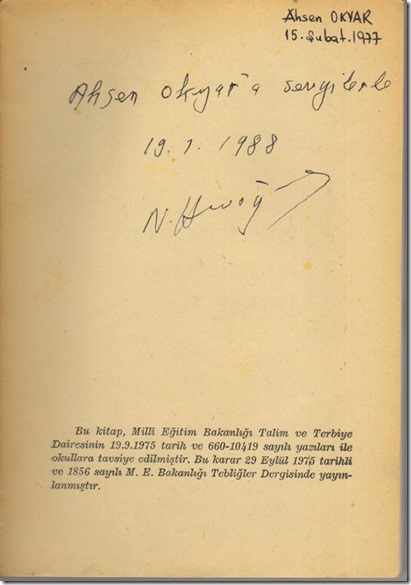 Ahsen OKYAR
15.Şubat.1977
Ahsen Okyar'a sevgilerle
19.1.1988
Bu kitap, Milli Eğitim Bakanlığı Talim ve Terbiye
Dairesinin 19.9.1975 tarih ve 660-10419 sayılı yazıları ile
okullara tavsiye edilmiştir. Bu karar 29 Eylül 1975 tarihli
ve 1856 sayılı M. E. Bakanlığı Tebliğler Dergisinde yayın-
lanmıştır.